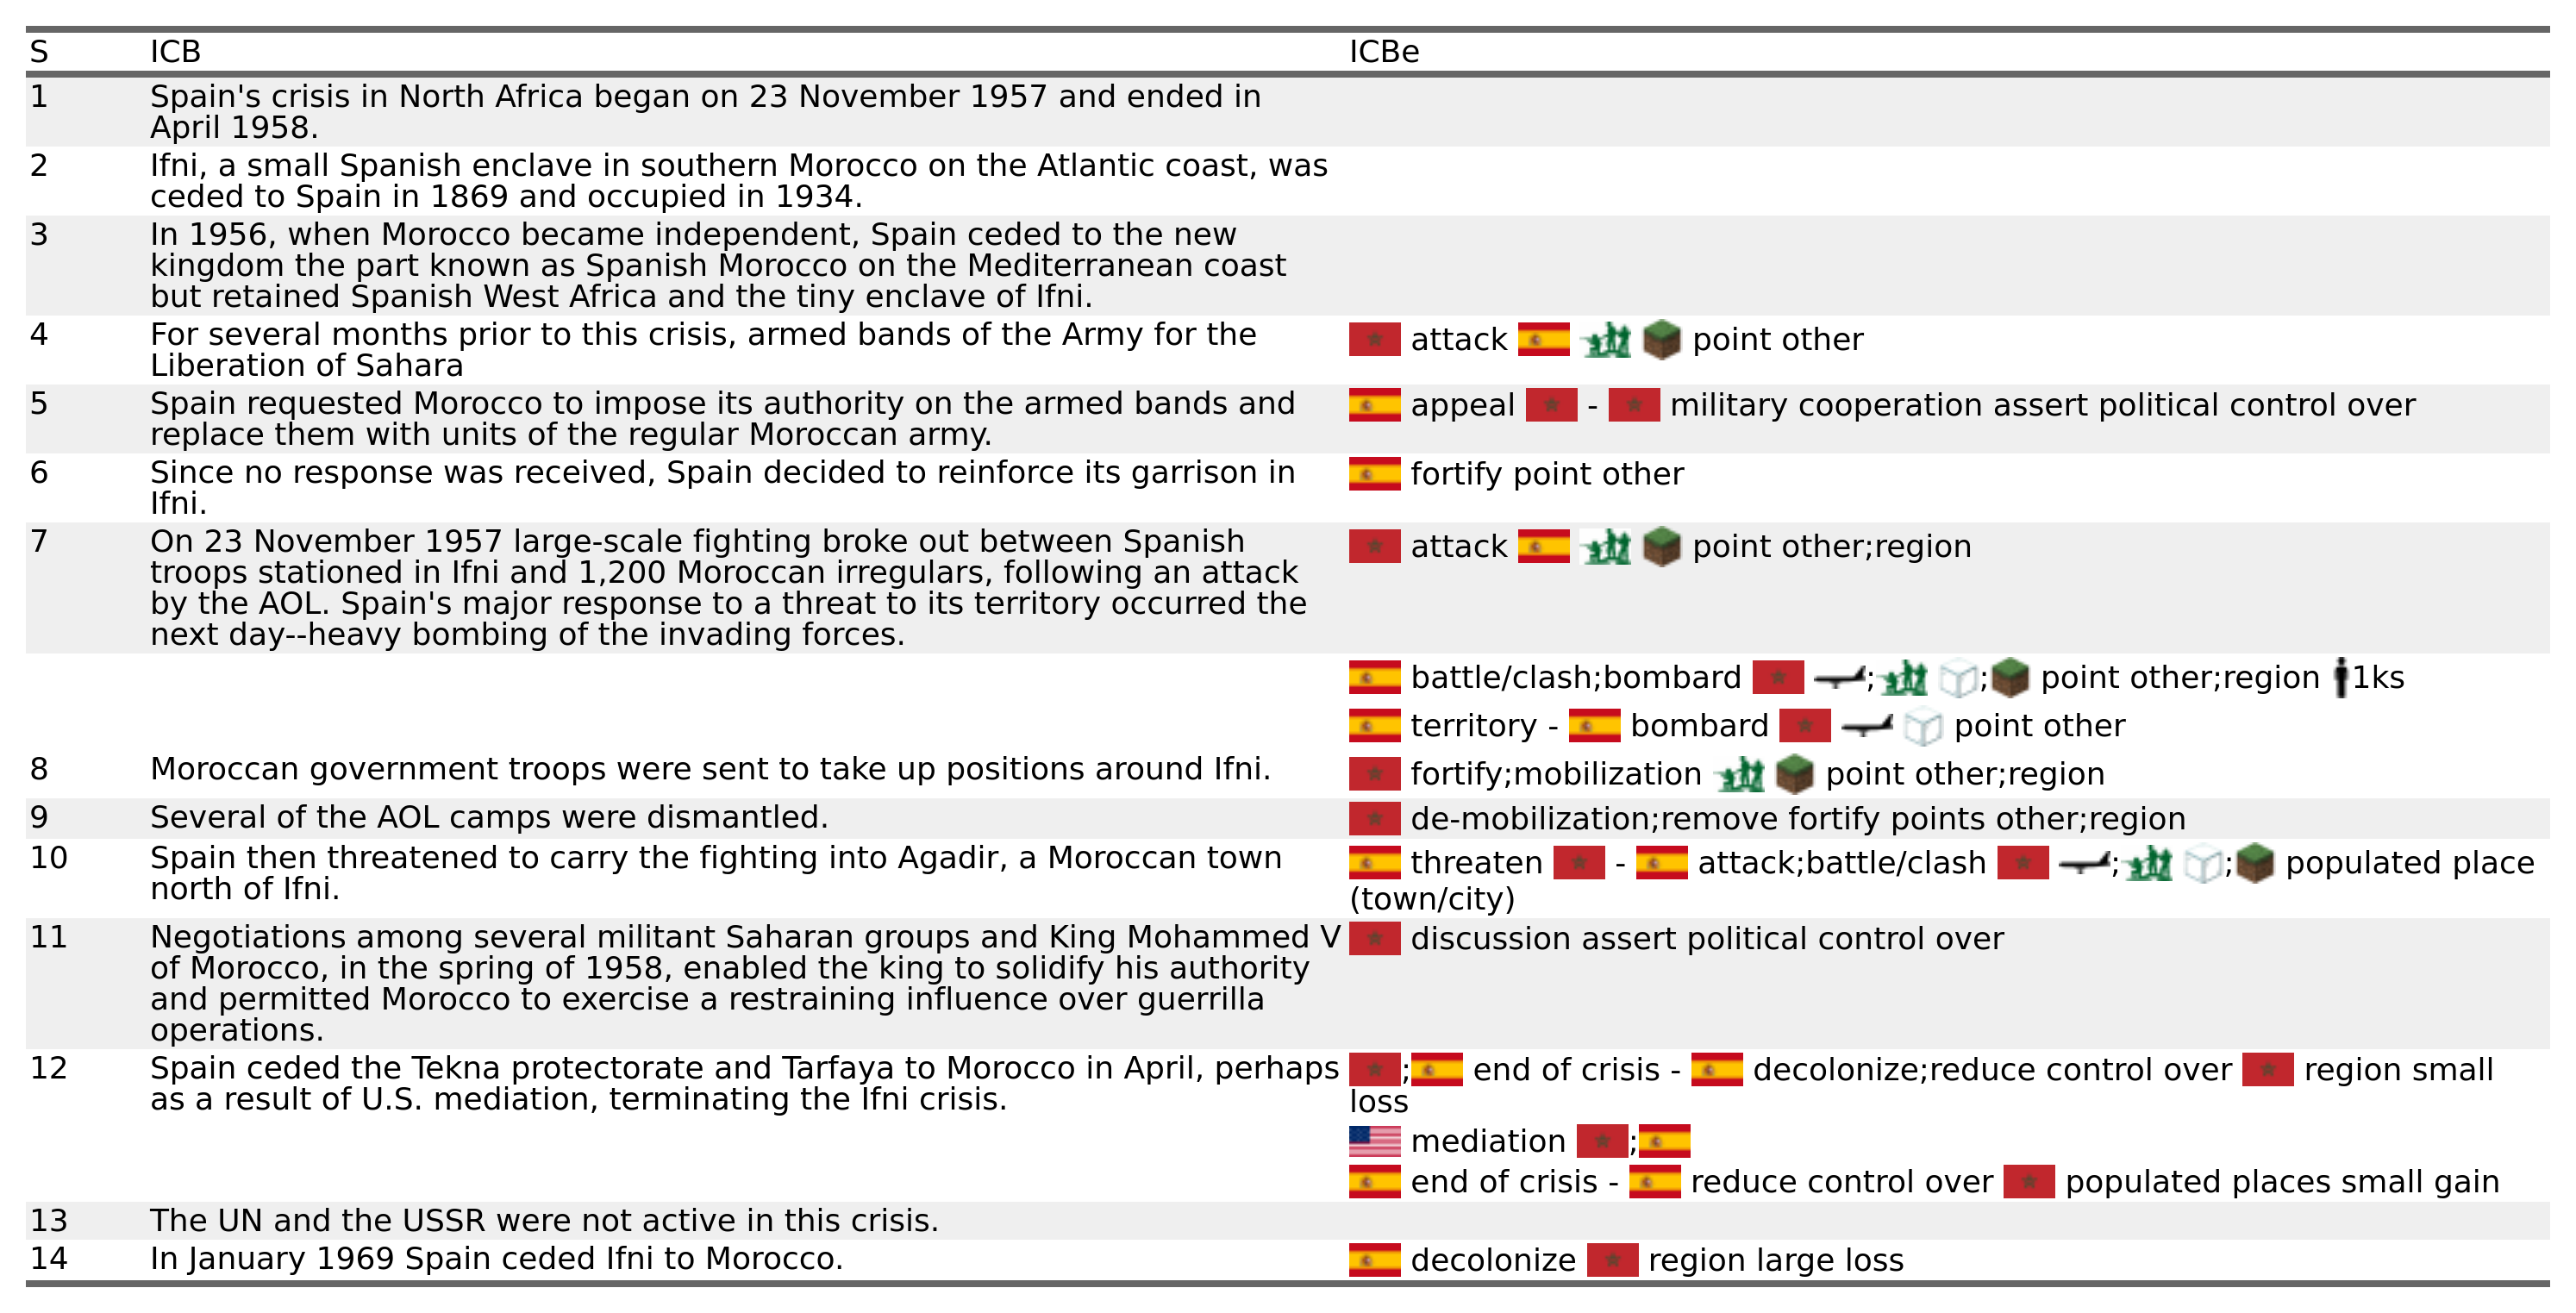 S ICB ICBe
1 Spain's crisis in North Africa began on 23 November 1957 and ended in
April 1958.
2 Ifni, a small Spanish enclave in southern Morocco on the Atlantic coast, was
ceded to Spain in 1869 and occupied in 1934.
3 In 1956, when Morocco became independent, Spain ceded to the new
kingdom the part known as Spanish Morocco on the Mediterranean coast
but retained Spanish West Africa and the tiny enclave of Ifni.
4 For several months prior to this crisis, armed bands of the Army for the
Liberation of Sahara
attack point other
5 Spain requested Morocco to impose its authority on the armed bands and
replace them with units of the regular Moroccan army.
appeal - military cooperation assert political control over
6 Since no response was received, Spain decided to reinforce its garrison in
Ifni.
fortify point other
7 On 23 November 1957 large-scale fighting broke out between Spanish
troops stationed in Ifni and 1,200 Moroccan irregulars, following an attack
by the AOL. Spain's major response to a threat to its territory occurred the
next day--heavy bombing of the invading forces.
attack point other;region
battle/clash;bombard ; ; point other;region 1ks
territory - bombard point other
8 Moroccan government troops were sent to take up positions around Ifni.
fortify;mobilization point other;region
9 Several of the AOL camps were dismantled.
de-mobilization;remove fortify points other;region
10 Spain then threatened to carry the fighting into Agadir, a Moroccan town
north of Ifni.
threaten - attack;battle/clash ; ; populated place
(town/city)
11 Negotiations among several militant Saharan groups and King Mohammed V
of Morocco, in the spring of 1958, enabled the king to solidify his authority
and permitted Morocco to exercise a restraining influence over guerrilla
operations.
discussion assert political control over
12 Spain ceded the Tekna protectorate and Tarfaya to Morocco in April, perhaps
as a result of U.S. mediation, terminating the Ifni crisis.
; end of crisis - decolonize;reduce control over region small
loss
mediation ;
end of crisis - reduce control over populated places small gain
13 The UN and the USSR were not active in this crisis.
14 In January 1969 Spain ceded Ifni to Morocco.
decolonize region large loss